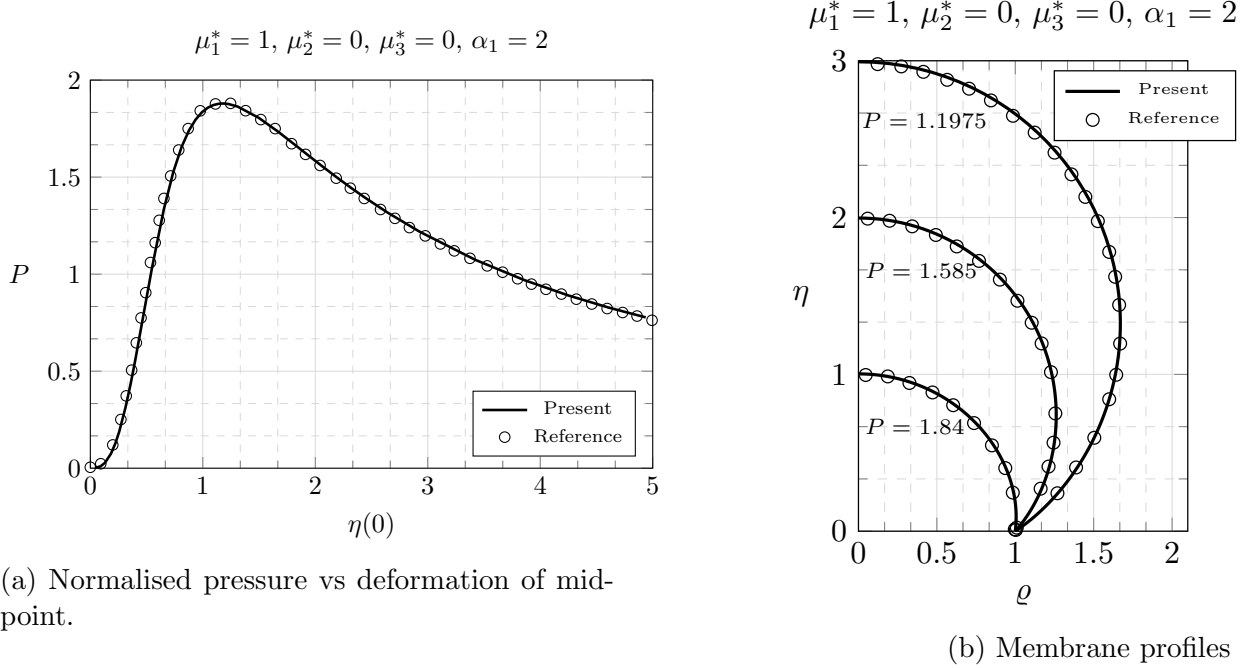 μ₁* = 1, μ₂* = 0, μ₃* = 0, α₁ = 2
2
1.5
P
1
0.5
0
0 1 2 3 4 5
η(0)
Present
Reference
(a) Normalised pressure vs deformation of mid-
point.
μ₁* = 1, μ₂* = 0, μ₃* = 0, α₁ = 2
3
Present
Reference
P = 1.1975
2
P = 1.585
η
1
P = 1.84
0
0 0.5 1 1.5 2
ϱ
(b) Membrane profiles